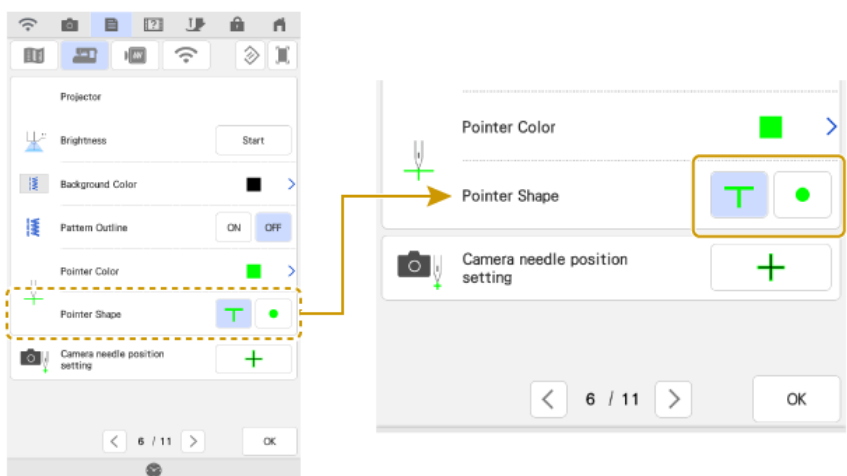 Projector
Brightness
Start
Background Color
Pattern Outline
ON
OFF
Pointer Color
Pointer Shape
Camera needle position
setting
6 / 11
OK
Pointer Color
Pointer Shape
Camera needle position
setting
6 / 11
OK